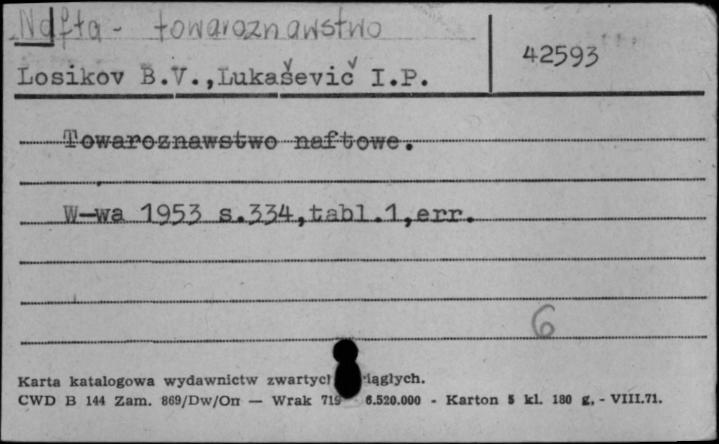 Nafta - towaroznawstwo
42593
Losikov B.V.,Lukaševič I.P.
Towaroznawstwo naftowe.
W-wa 1953 s.334,tabl.1,err.
6
Karta katalogowa wydawnictw zwartych ciągłych.
CWD B 144 Zam. 869/Dw/On — Wrak 719 6.520.000 - Karton 5 kl. 180 g. - VIII.71.